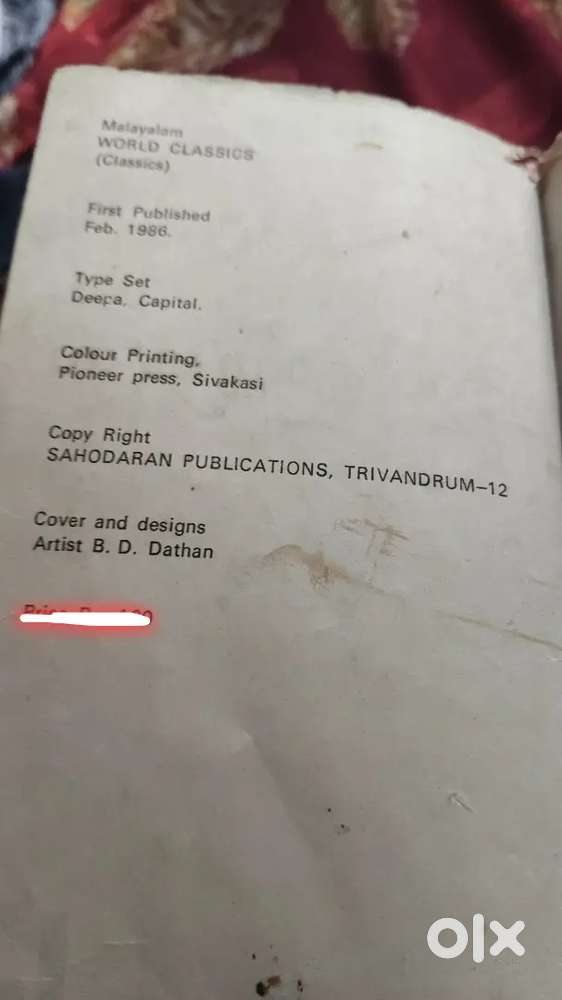 Malayalam
WORLD CLASSICS
(Classics)
First Published
Feb. 1986.
Type Set
Deepa, Capital.
Colour Printing,
Pioneer press, Sivakasi
Copy Right
SAHODARAN PUBLICATIONS, TRIVANDRUM-12
Cover and designs
Artist B. D. Dathan
olx